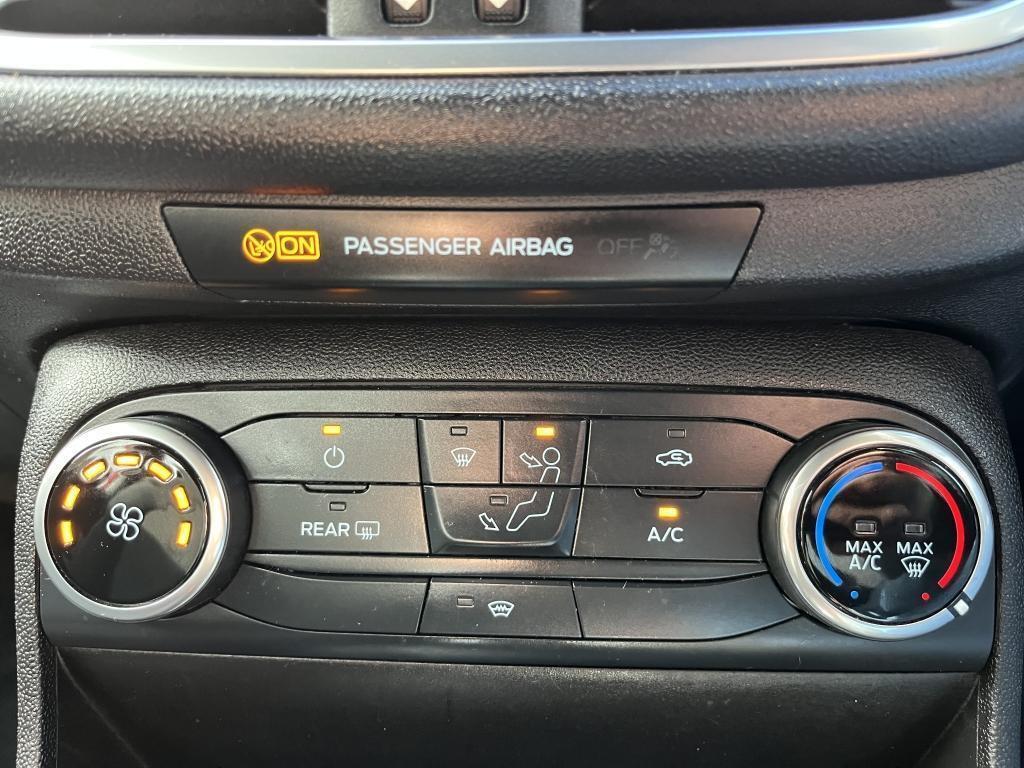 ON PASSENGER AIRBAG OFF
REAR
A/C
MAX
A/C
MAX